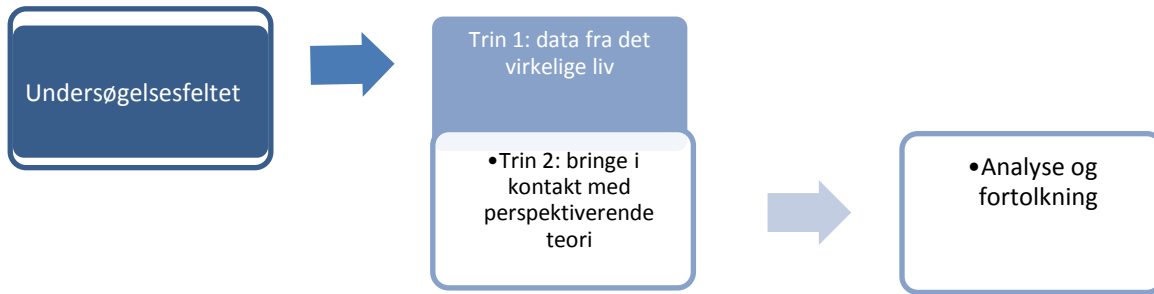 Undersøgelsesfeltet
Trin 1: data fra det
virkelige liv
•Trin 2: bringe i
kontakt med
perspektiverende
teori
•Analyse og
fortolkning